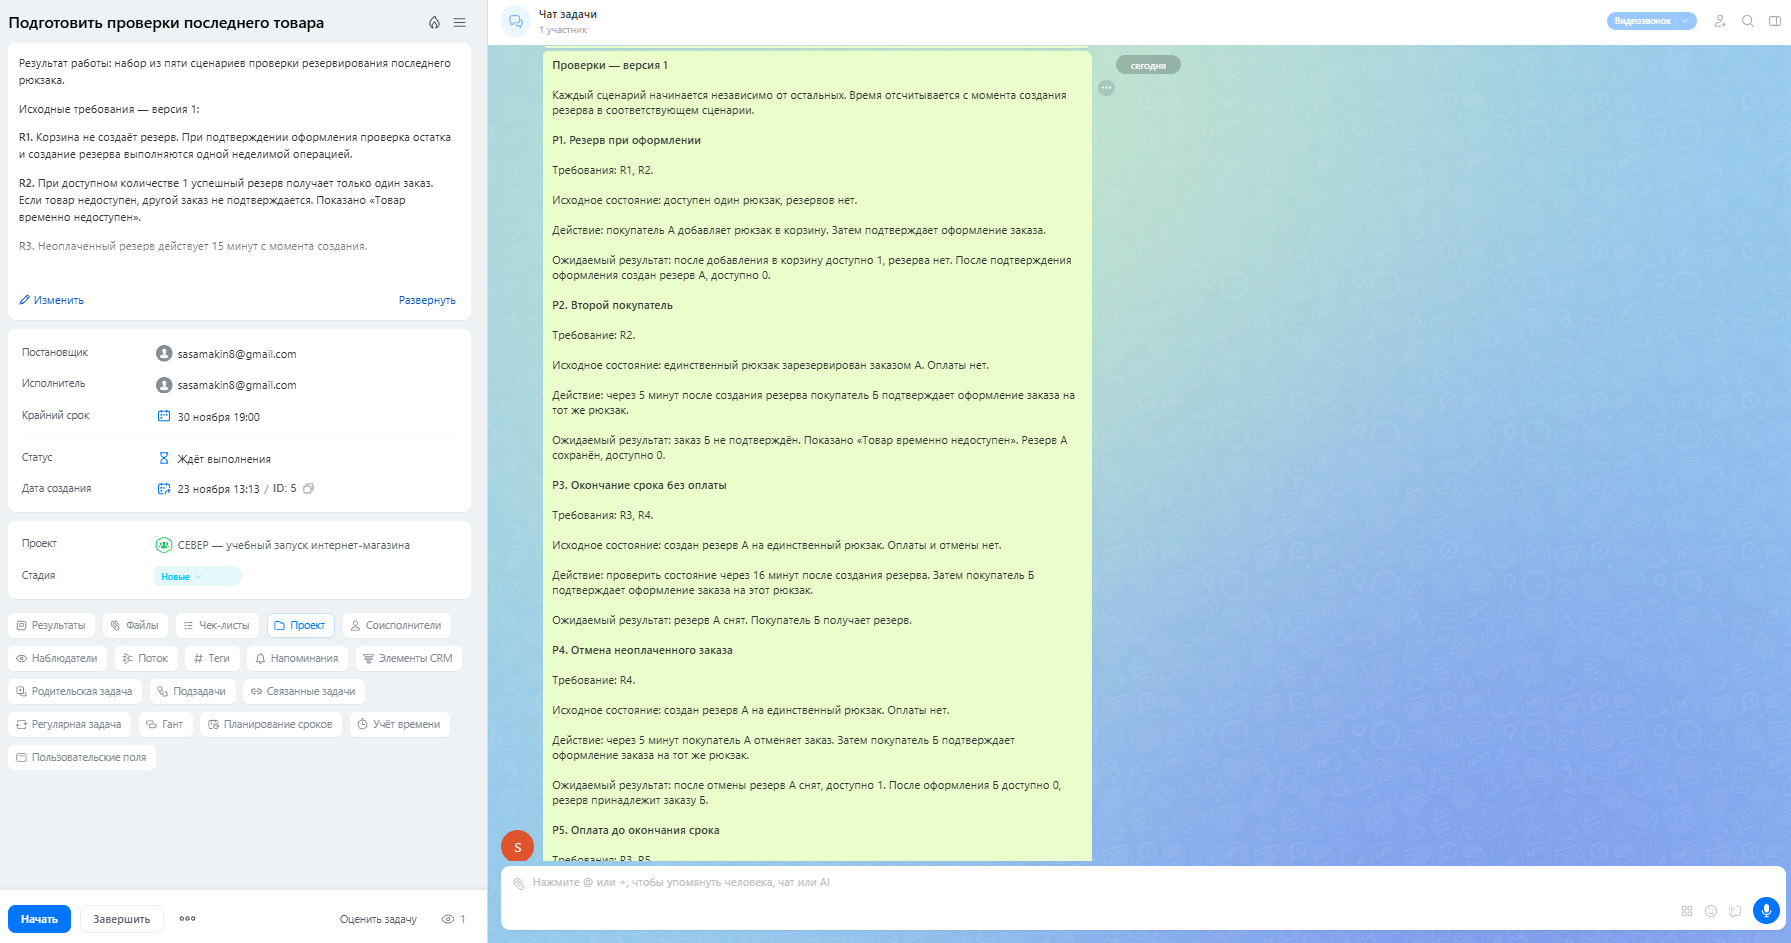 Подготовить проверки последнего товара
Результат работы: набор из пяти сценариев проверки резервирования последнего
рюкзака.
Исходные требования — версия 1:
R1. Корзина не создаёт резерв. При подтверждении оформления проверка остатка
и создание резерва выполняются одной неделимой операцией.
R2. При доступном количестве 1 успешный резерв получает только один заказ.
Если товар недоступен, другой заказ не подтверждается. Показано «Товар
временно недоступен».
R3. Неоплаченный резерв действует 15 минут с момента создания.
Изменить
Развернуть
Постановщик
sasamakin8@gmail.com
Исполнитель
sasamakin8@gmail.com
Крайний срок
30 ноября 19:00
Статус
Ждёт выполнения
Дата создания
23 ноября 13:13 / ID: 5
Проект
СЕВЕР — учебный запуск интернет-магазина
Стадия
Новые
Результаты
Файлы
Чек-листы
Проект
Соисполнители
Наблюдатели
Поток
Теги
Напоминания
Элементы CRM
Родительская задача
Подзадачи
Связанные задачи
Регулярная задача
Гант
Планирование сроков
Учёт времени
Пользовательские поля
Начать
Завершить
Оценить задачу
1
Чат задачи
1 участник
Видеозвонок
сегодня
Проверки — версия 1
Каждый сценарий начинается независимо от остальных. Время отсчитывается с момента создания
резерва в соответствующем сценарии.
P1. Резерв при оформлении
Требования: R1, R2.
Исходное состояние: доступен один рюкзак, резервов нет.
Действие: покупатель А добавляет рюкзак в корзину. Затем подтверждает оформление заказа.
Ожидаемый результат: после добавления в корзину доступно 1, резерва нет. После подтверждения
оформления создан резерв А, доступно 0.
P2. Второй покупатель
Требование: R2.
Исходное состояние: единственный рюкзак зарезервирован заказом А. Оплаты нет.
Действие: через 5 минут после создания резерва покупатель Б подтверждает оформление заказа на
тот же рюкзак.
Ожидаемый результат: заказ Б не подтверждён. Показано «Товар временно недоступен». Резерв А
сохранён, доступно 0.
P3. Окончание срока без оплаты
Требования: R3, R4.
Исходное состояние: создан резерв А на единственный рюкзак. Оплаты и отмены нет.
Действие: проверить состояние через 16 минут после создания резерва. Затем покупатель Б
подтверждает оформление заказа на этот рюкзак.
Ожидаемый результат: резерв А снят. Покупатель Б получает резерв.
P4. Отмена неоплаченного заказа
Требование: R4.
Исходное состояние: создан резерв А на единственный рюкзак. Оплаты нет.
Действие: через 5 минут покупатель А отменяет заказ. Затем покупатель Б подтверждает
оформление заказа на тот же рюкзак.
Ожидаемый результат: после отмены резерв А снят, доступно 1. После оформления Б доступно 0,
резерв принадлежит заказу Б.
P5. Оплата до окончания срока
Требования: R3, R5
S
Нажмите @ или +, чтобы упомянуть человека, чат или AI